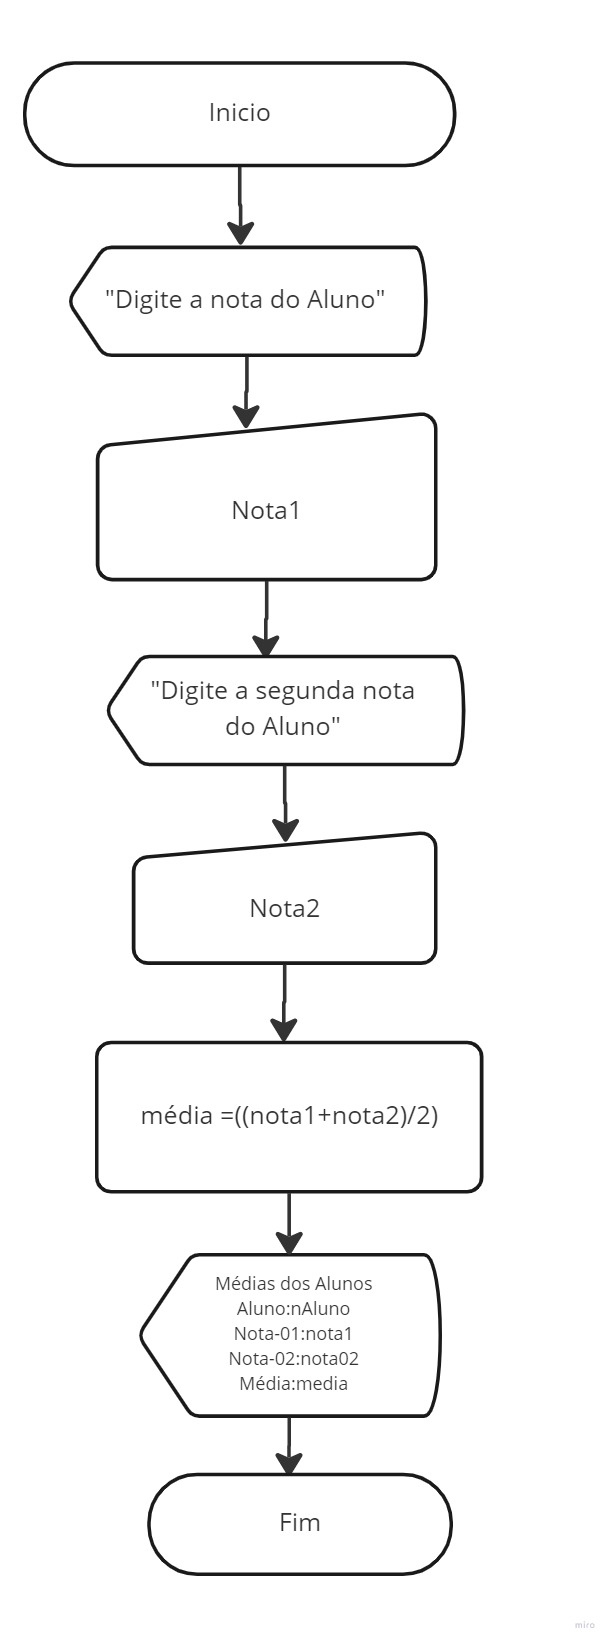 Inicio
"Digite a nota do Aluno"
Nota1
"Digite a segunda nota
do Aluno"
Nota2
média =((nota1+nota2)/2)
Médias dos Alunos
Aluno:nAluno
Nota-01:nota1
Nota-02:nota02
Média:media
Fim
miro